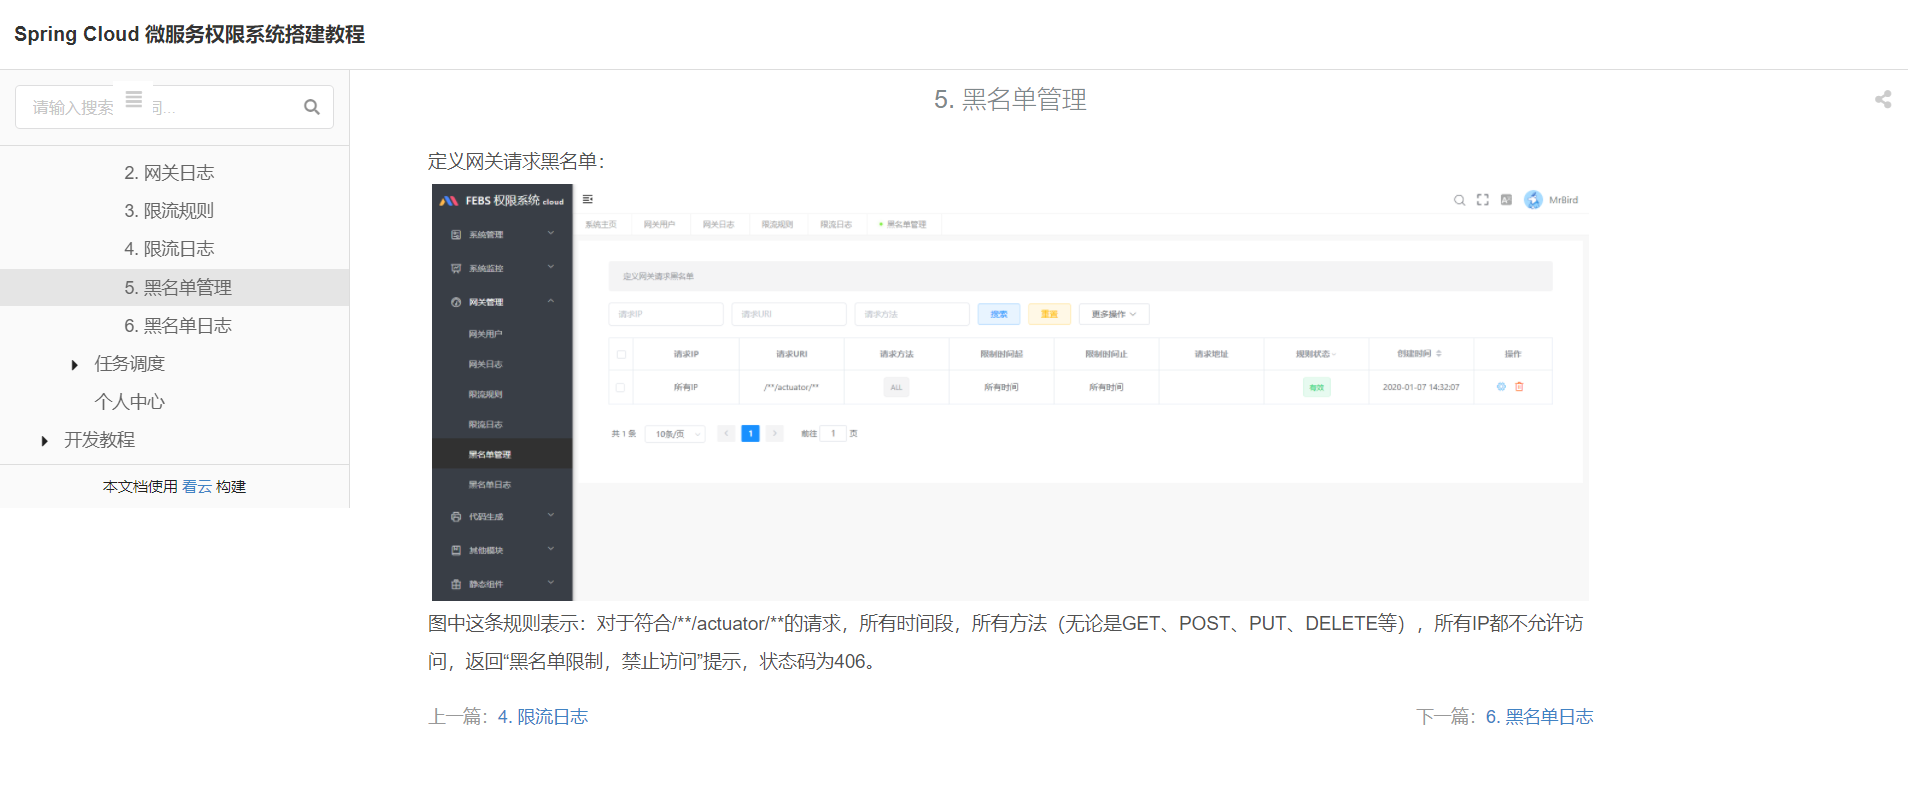 Spring Cloud 微服务权限系统搭建教程
请输入搜索 司...
2. 网关日志
3. 限流规则
4. 限流日志
5. 黑名单管理
6. 黑名单日志
任务调度
个人中心
开发教程
本文档使用 看云 构建
5. 黑名单管理
定义网关请求黑名单：
FEBS 权限系统 cloud
MrBird
系统管理
系统监控
网关管理
网关用户
网关日志
限流规则
限流日志
黑名单管理
黑名单日志
代码生成
其他模块
静态组件
系统主页 网关用户 网关日志 限流规则 限流日志 黑名单管理
定义网关请求黑名单
请求IP 请求URI 请求方法 搜索 重置 更多操作
请求IP 请求URI 请求方法 限制时间起 限制时间止 请求地址 规则状态 创建时间 操作
所有IP /**/actuator/** ALL 所有时间 所有时间 有效 2020-01-07 14:32:07
共 1 条 10条/页 1 前往 1 页
图中这条规则表示：对于符合/**/actuator/**的请求，所有时间段，所有方法（无论是GET、POST、PUT、DELETE等），所有IP都不允许访
问，返回“黑名单限制，禁止访问”提示，状态码为406。
上一篇：4. 限流日志
下一篇：6. 黑名单日志